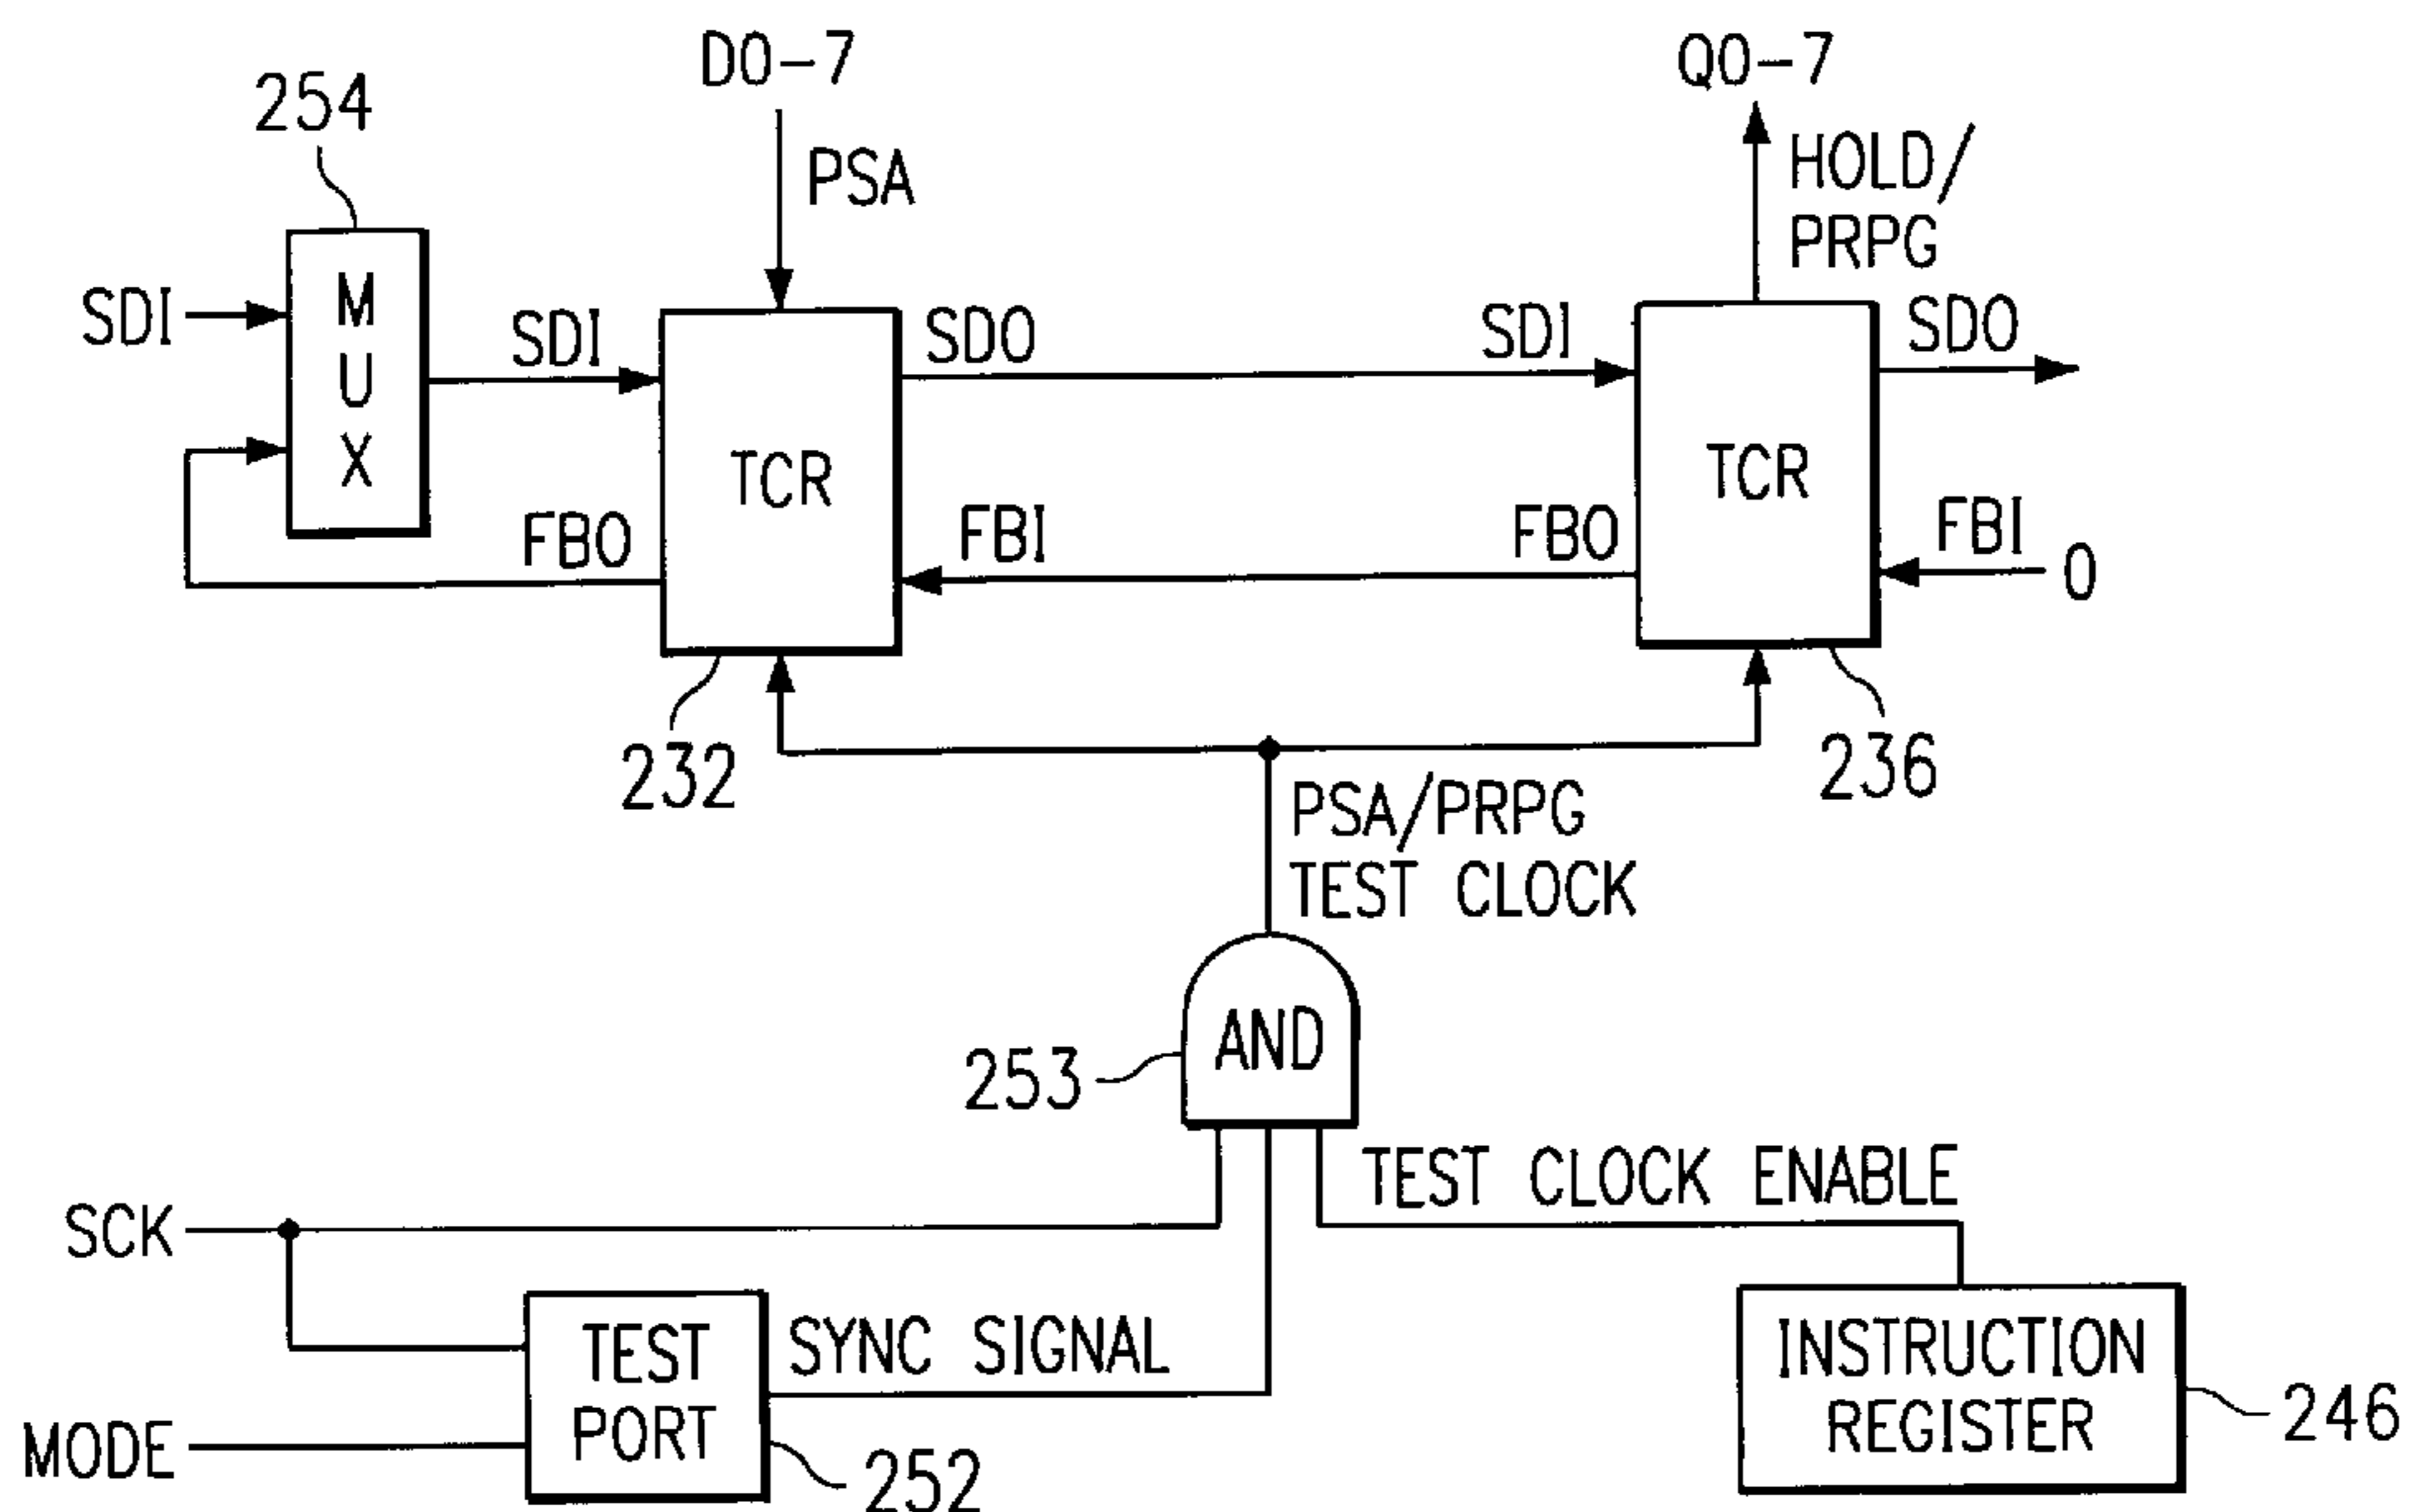 D0-7
Q0-7
254
PSA
HOLD/
PRPG
M
U
X
SDI
SDI
SDO
SDI
SDO
TCR
TCR
FBO
FBI
FBO
FBI
0
232
236
PSA/PRPG
TEST CLOCK
AND
253
TEST CLOCK ENABLE
SCK
TEST
PORT
SYNC SIGNAL
INSTRUCTION
REGISTER
246
MODE
252